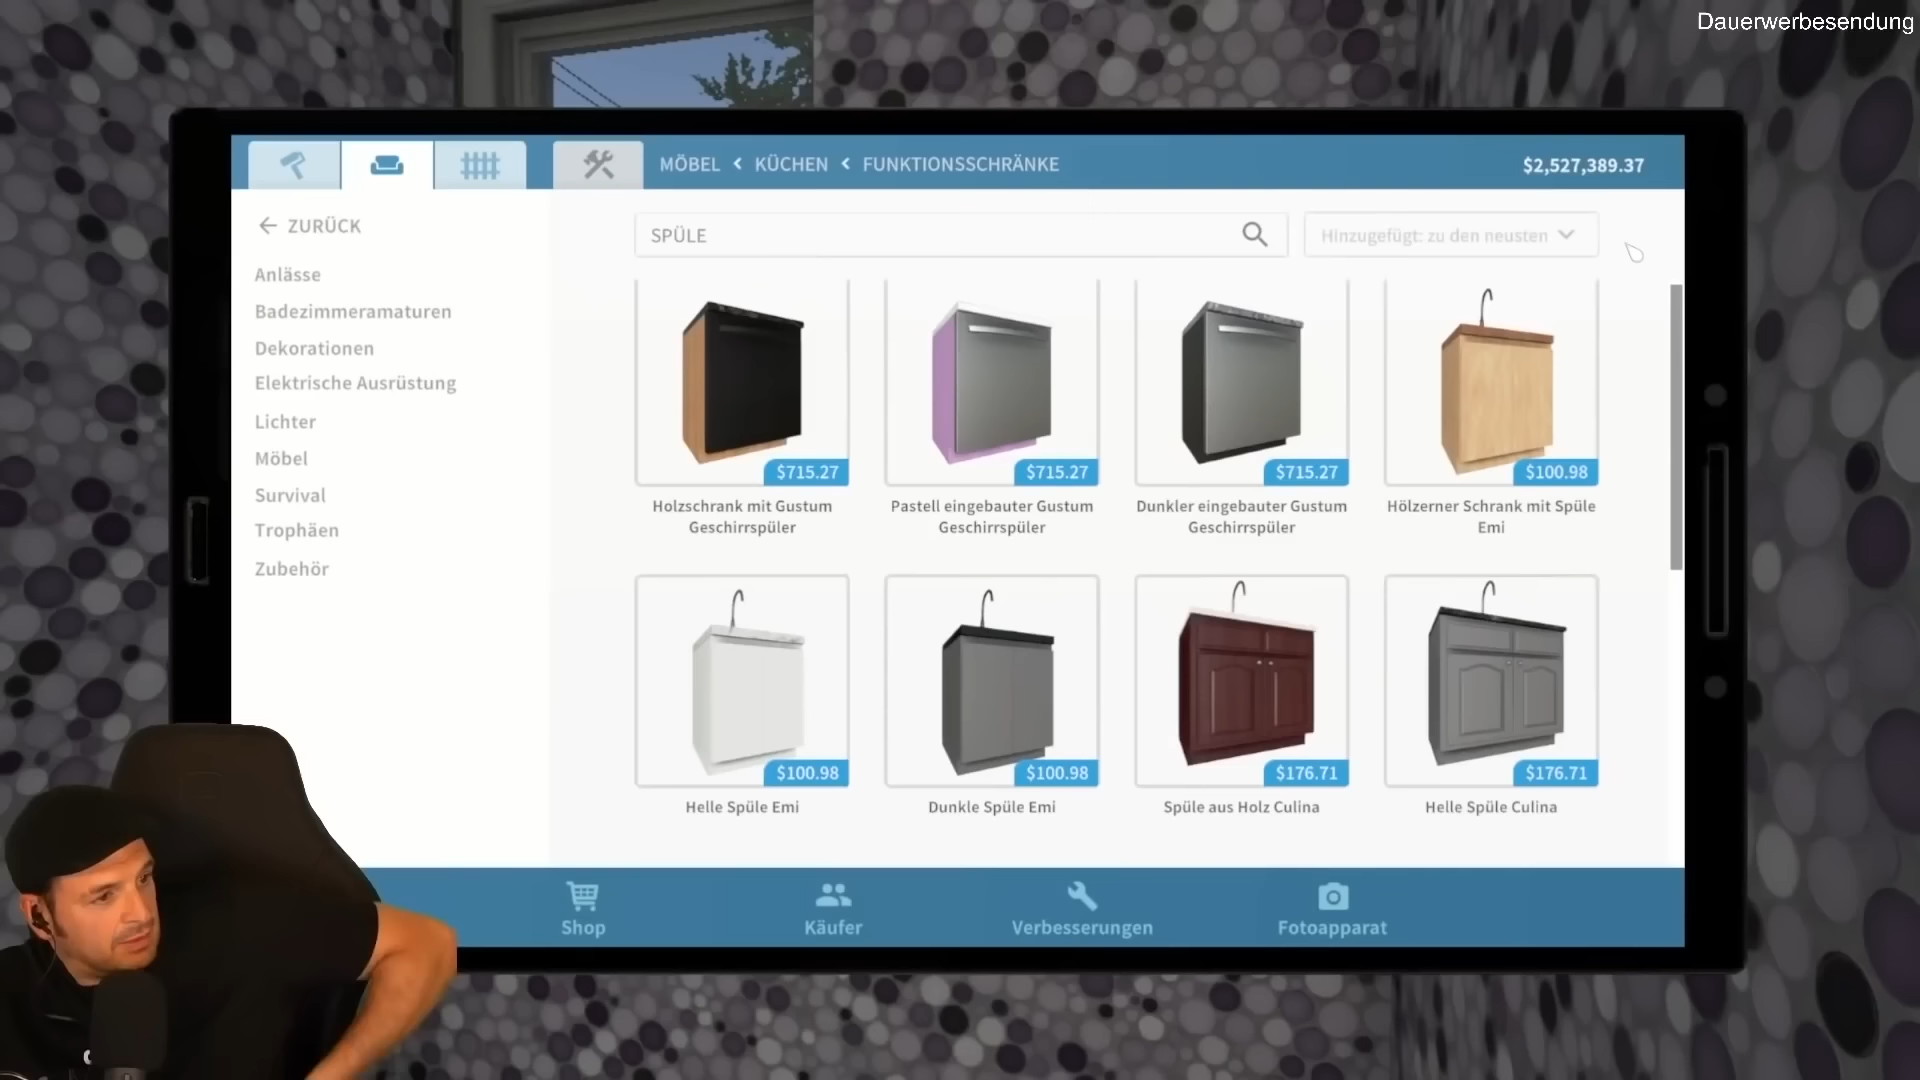 Dauerwerbesendung
MÖBEL < KÜCHEN < FUNKTIONSSCHRÄNKE
$2,527,389.37
ZURÜCK
Anlässe
Badezimmeramaturen
Dekorationen
Elektrische Ausrüstung
Lichter
Möbel
Survival
Trophäen
Zubehör
SPÜLE
Hinzugefügt: zu den neusten
$715.27
$715.27
$715.27
$100.98
Holzschrank mit Gustum
Geschirrspüler
Pastell eingebauter Gustum
Geschirrspüler
Dunkler eingebauter Gustum
Geschirrspüler
Hölzerner Schrank mit Spüle
Emi
$100.98
$100.98
$176.71
$176.71
Helle Spüle Emi
Dunkle Spüle Emi
Spüle aus Holz Culina
Helle Spüle Culina
Shop
Käufer
Verbesserungen
Fotoapparat